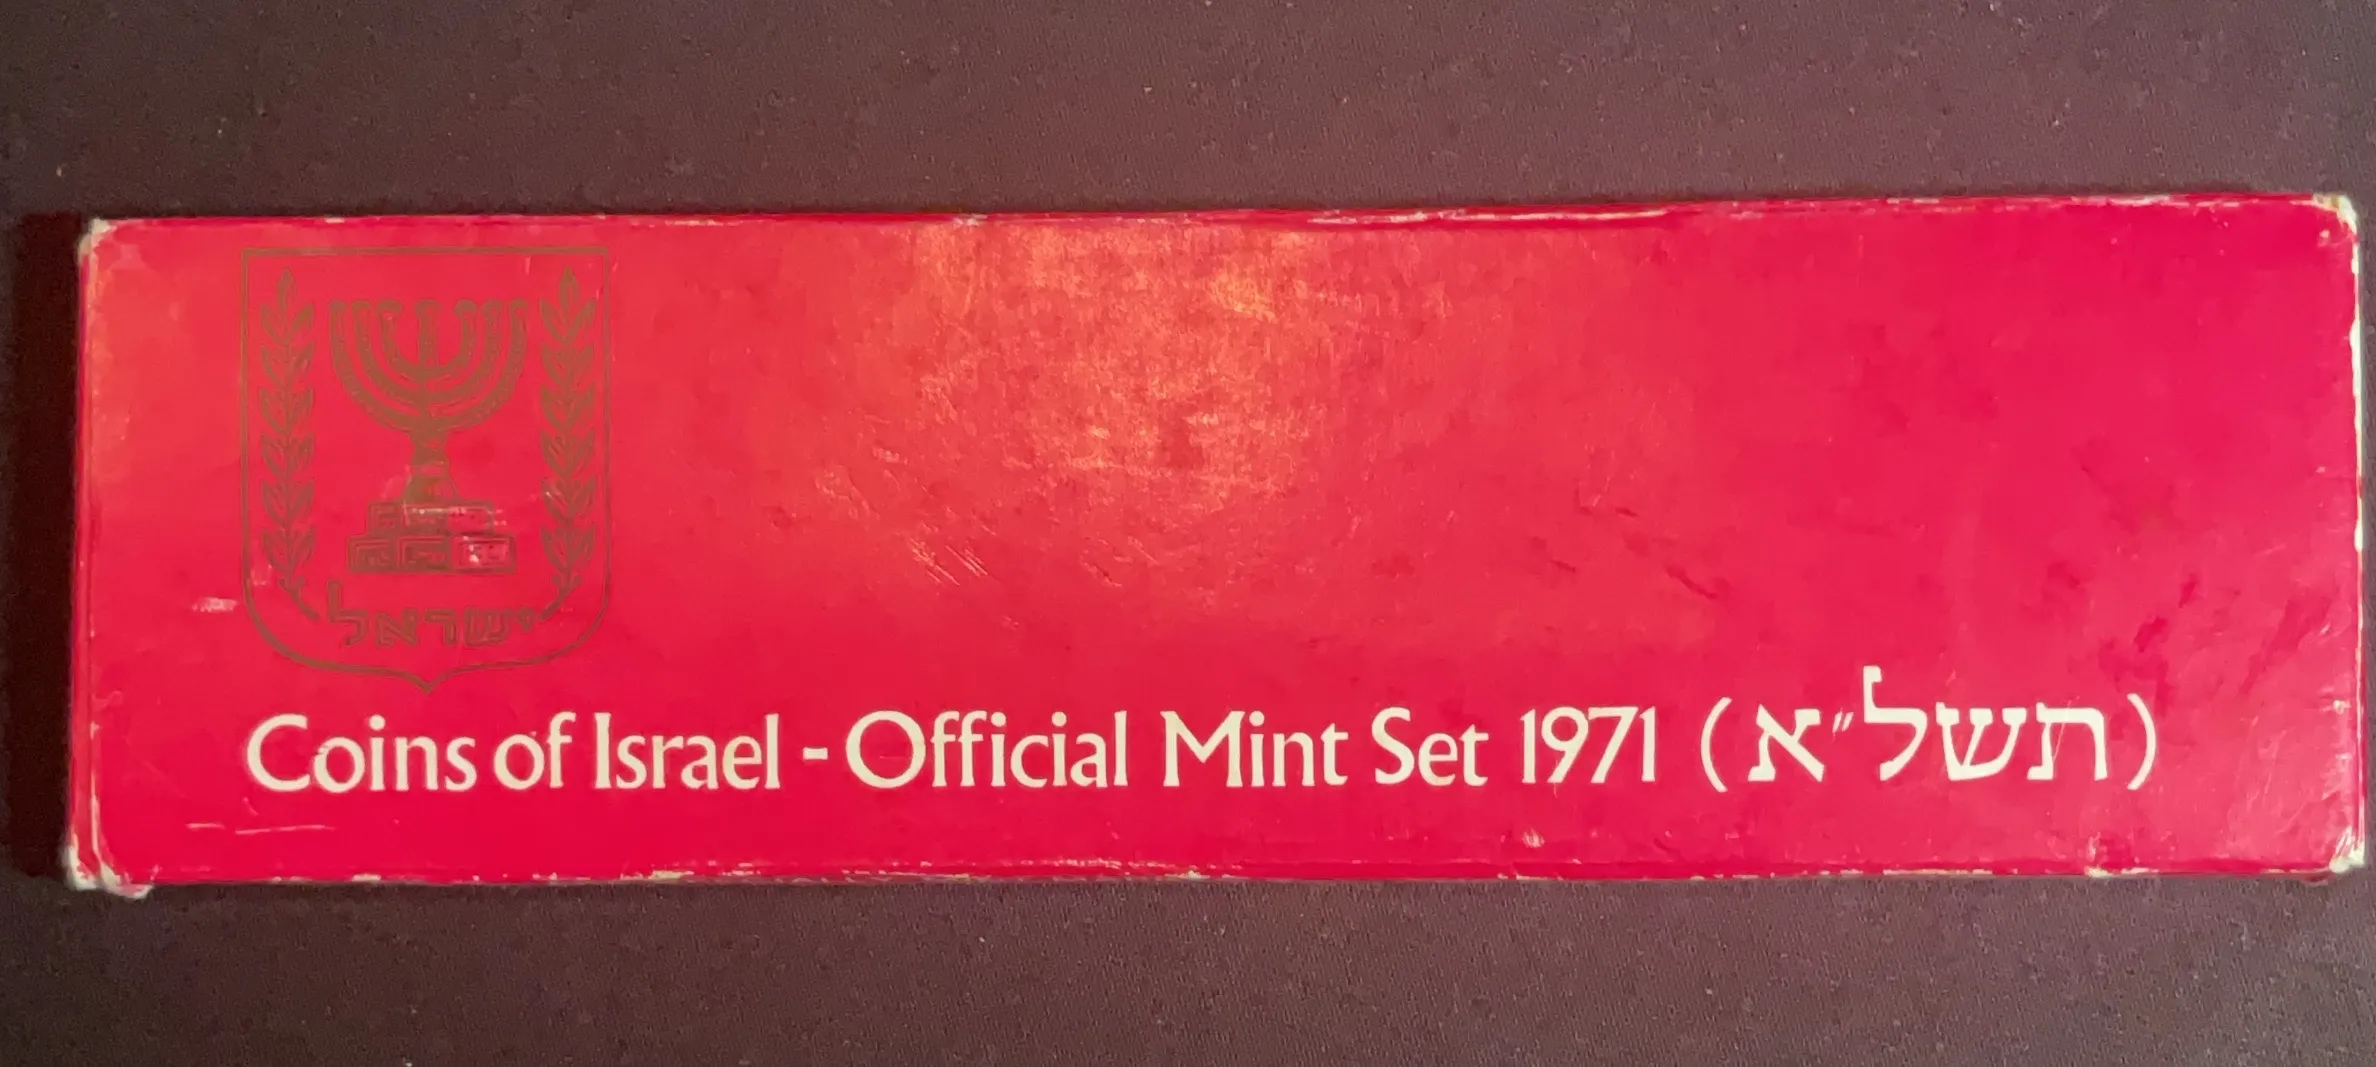 ישראל
Coins of Israel - Official Mint Set 1971 (תשל״א)